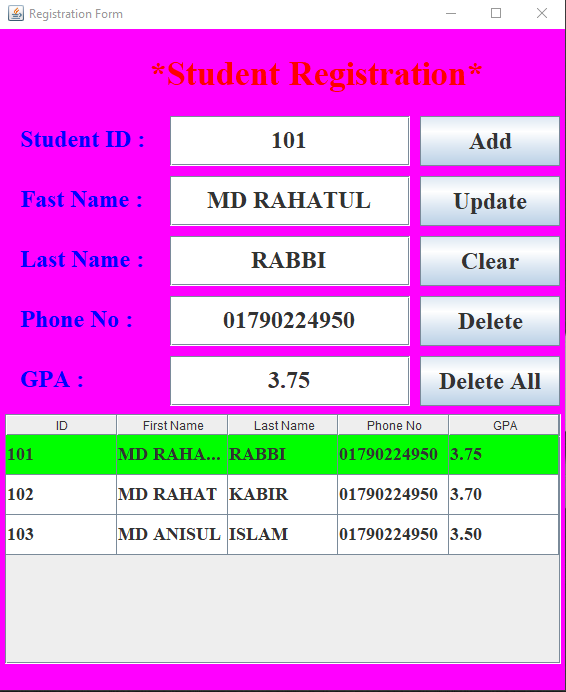 Registration Form
*Student Registration*
Student ID : 101 Add
Fast Name : MD RAHATUL Update
Last Name : RABBI Clear
Phone No : 01790224950 Delete
GPA : 3.75 Delete All
ID First Name Last Name Phone No GPA
101 MD RAHA... RABBI 01790224950 3.75
102 MD RAHAT KABIR 01790224950 3.70
103 MD ANISUL ISLAM 01790224950 3.50